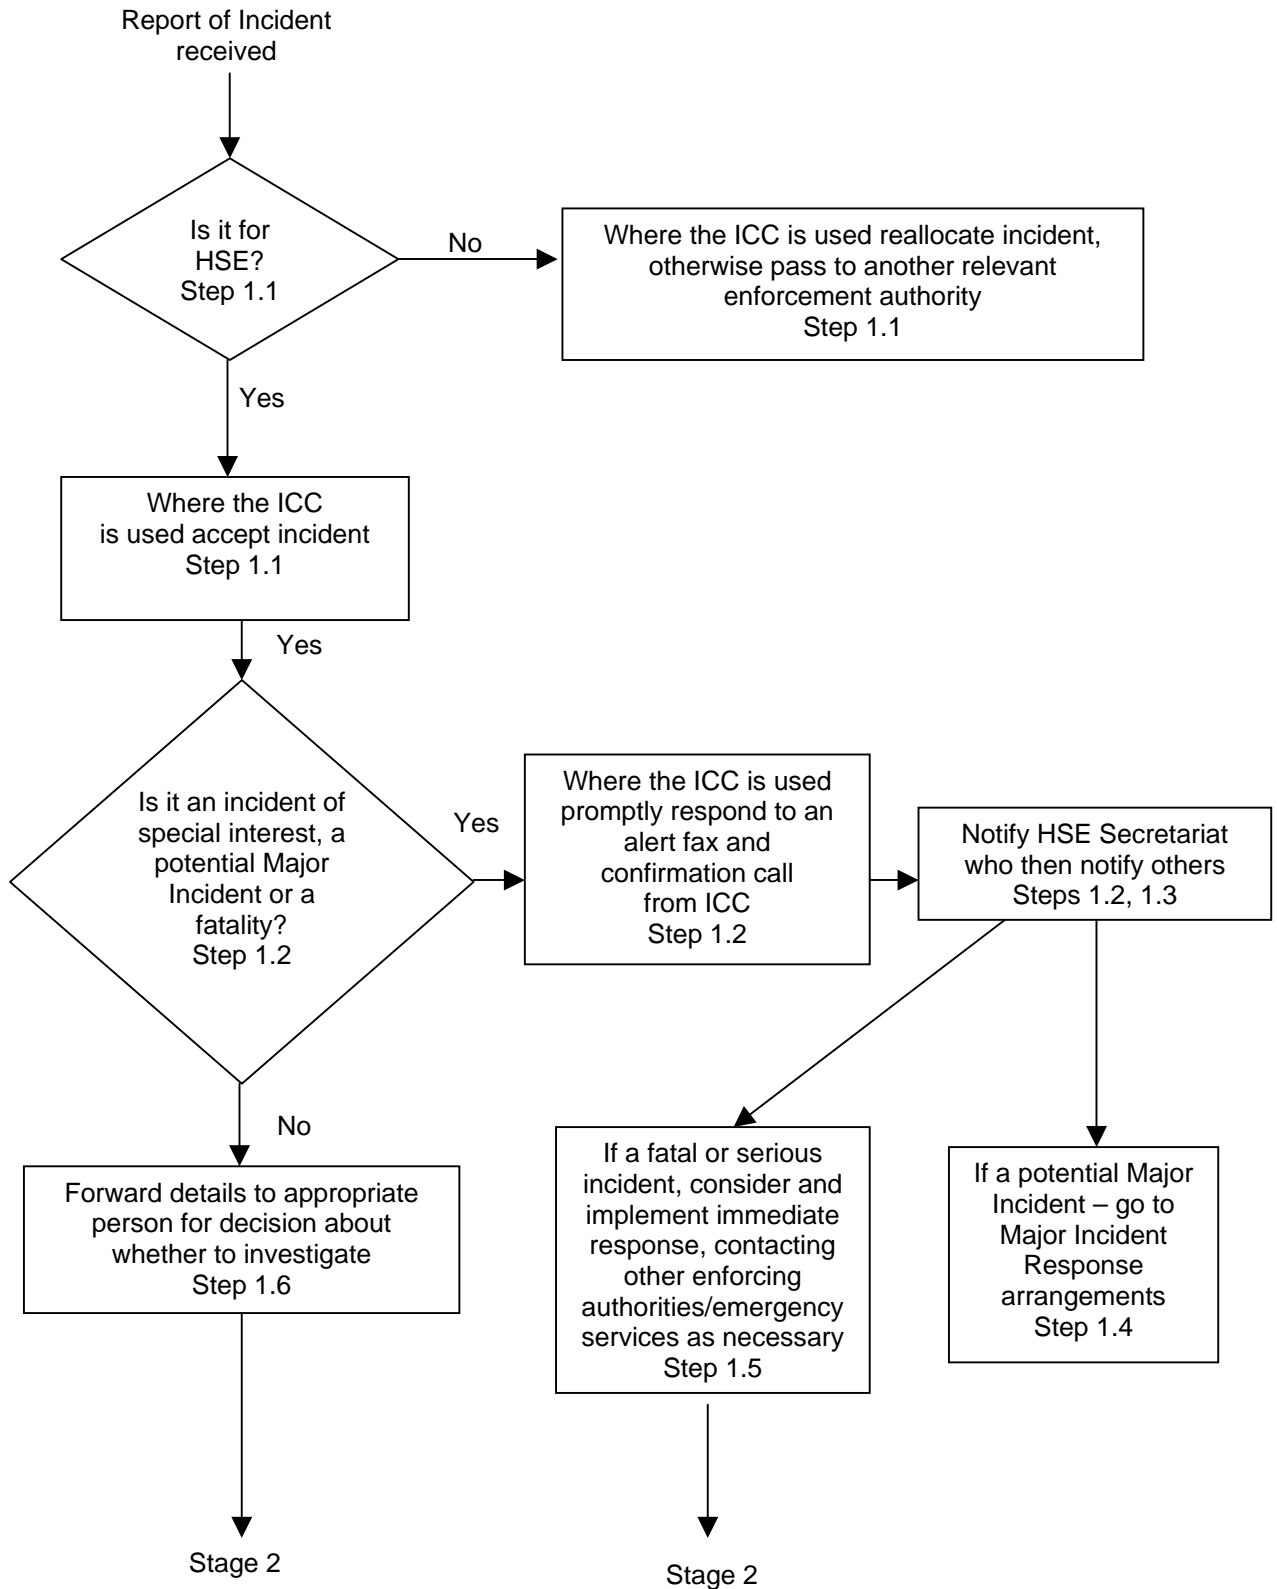 Report of Incident
received
Is it for
HSE?
Step 1.1
No
Where the ICC is used reallocate incident,
otherwise pass to another relevant
enforcement authority
Step 1.1
Yes
Where the ICC
is used accept incident
Step 1.1
Yes
Is it an incident of
special interest, a
potential Major
Incident or a
fatality?
Step 1.2
Yes
Where the ICC is used
promptly respond to an
alert fax and
confirmation call
from ICC
Step 1.2
Notify HSE Secretariat
who then notify others
Steps 1.2, 1.3
No
Forward details to appropriate
person for decision about
whether to investigate
Step 1.6
If a fatal or serious
incident, consider and
implement immediate
response, contacting
other enforcing
authorities/emergency
services as necessary
Step 1.5
If a potential Major
Incident – go to
Major Incident
Response
arrangements
Step 1.4
Stage 2
Stage 2